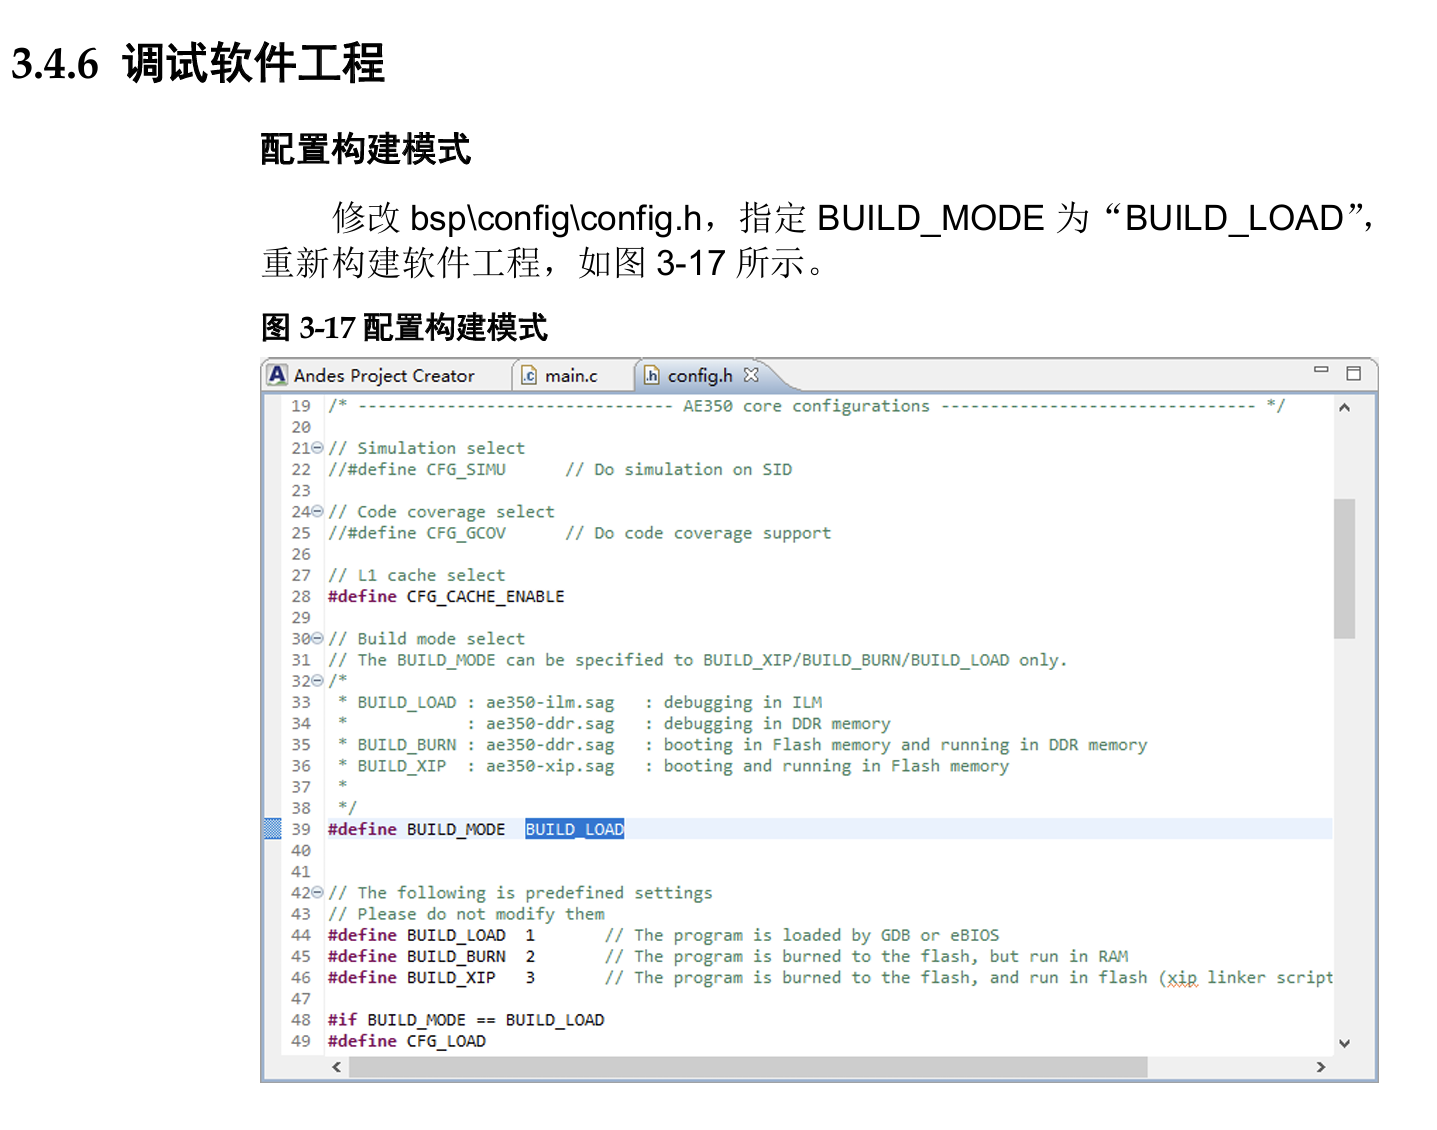 3.4.6 调试软件工程
配置构建模式
修改 bsp\config\config.h，指定 BUILD_MODE 为“BUILD_LOAD”，
重新构建软件工程，如图 3-17 所示。
图 3-17 配置构建模式
Andes Project Creator main.c config.h
19 /* -------------------------------- AE350 core configurations -------------------------------- */
20
21 // Simulation select
22 //#define CFG_SIMU      // Do simulation on SID
23
24 // Code coverage select
25 //#define CFG_GCOV      // Do code coverage support
26
27 // L1 cache select
28 #define CFG_CACHE_ENABLE
29
30 // Build mode select
31 // The BUILD_MODE can be specified to BUILD_XIP/BUILD_BURN/BUILD_LOAD only.
32 /*
33  * BUILD_LOAD : ae350-ilm.sag   : debugging in ILM
34  *            : ae350-ddr.sag   : debugging in DDR memory
35  * BUILD_BURN : ae350-ddr.sag   : booting in Flash memory and running in DDR memory
36  * BUILD_XIP  : ae350-xip.sag   : booting and running in Flash memory
37  *
38  */
39 #define BUILD_MODE  BUILD_LOAD
40
41
42 // The following is predefined settings
43 // Please do not modify them
44 #define BUILD_LOAD  1       // The program is loaded by GDB or eBIOS
45 #define BUILD_BURN  2       // The program is burned to the flash, but run in RAM
46 #define BUILD_XIP   3       // The program is burned to the flash, and run in flash (xip linker script
47
48 #if BUILD_MODE == BUILD_LOAD
49 #define CFG_LOAD